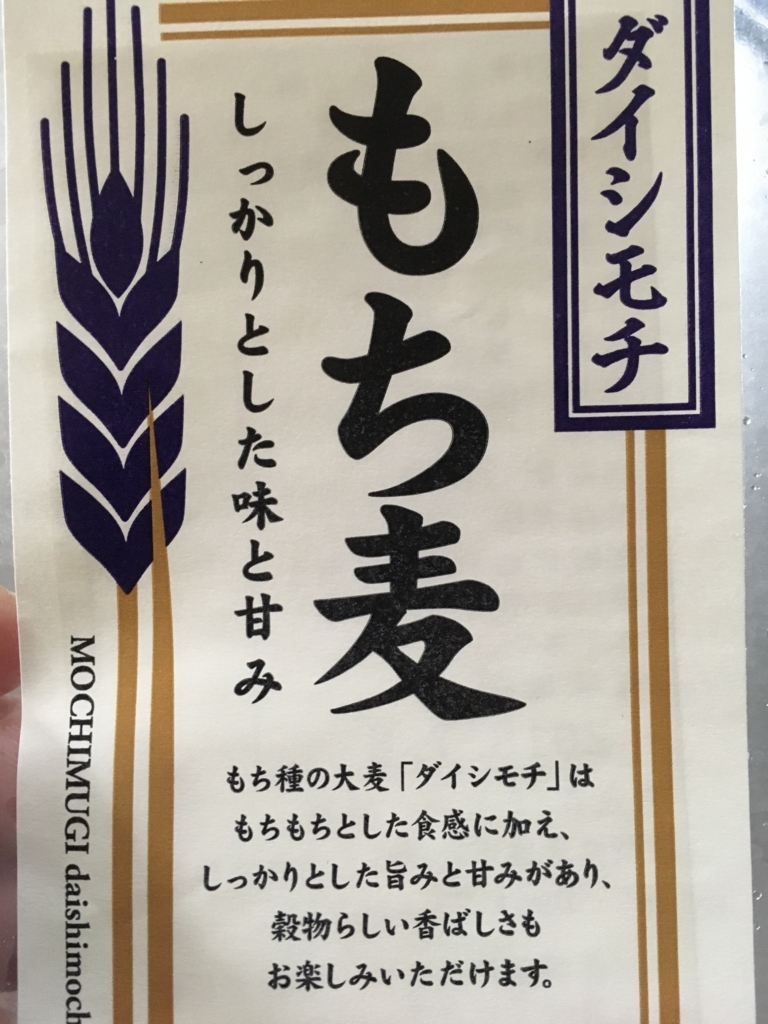 ダイシモチ
もち麦
しっかりとした味と甘み
もち種の大麦「ダイシモチ」は
もちもちとした食感に加え、
しっかりとした旨みと甘みがあり、
穀物らしい香ばしさも
お楽しみいただけます。
MOCHIMUGI daishimoch